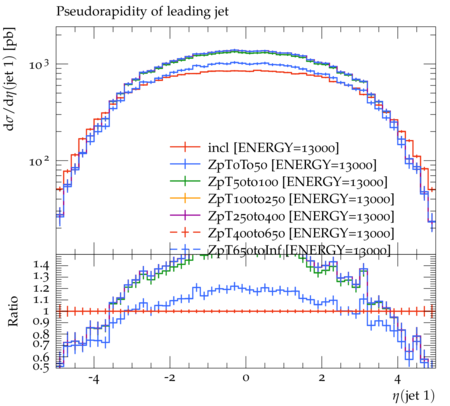 Pseudorapidity of leading jet
dσ/dη(jet 1) [pb]
10³
10²
incl [ENERGY=13000]
ZpT0To50 [ENERGY=13000]
ZpT50to100 [ENERGY=13000]
ZpT100to250 [ENERGY=13000]
ZpT250to400 [ENERGY=13000]
ZpT400to650 [ENERGY=13000]
ZpT650toInf [ENERGY=13000]
Ratio
1.4
1.3
1.2
1.1
1
0.9
0.8
0.7
0.6
0.5
-4 -2 0 2 4
η(jet 1)